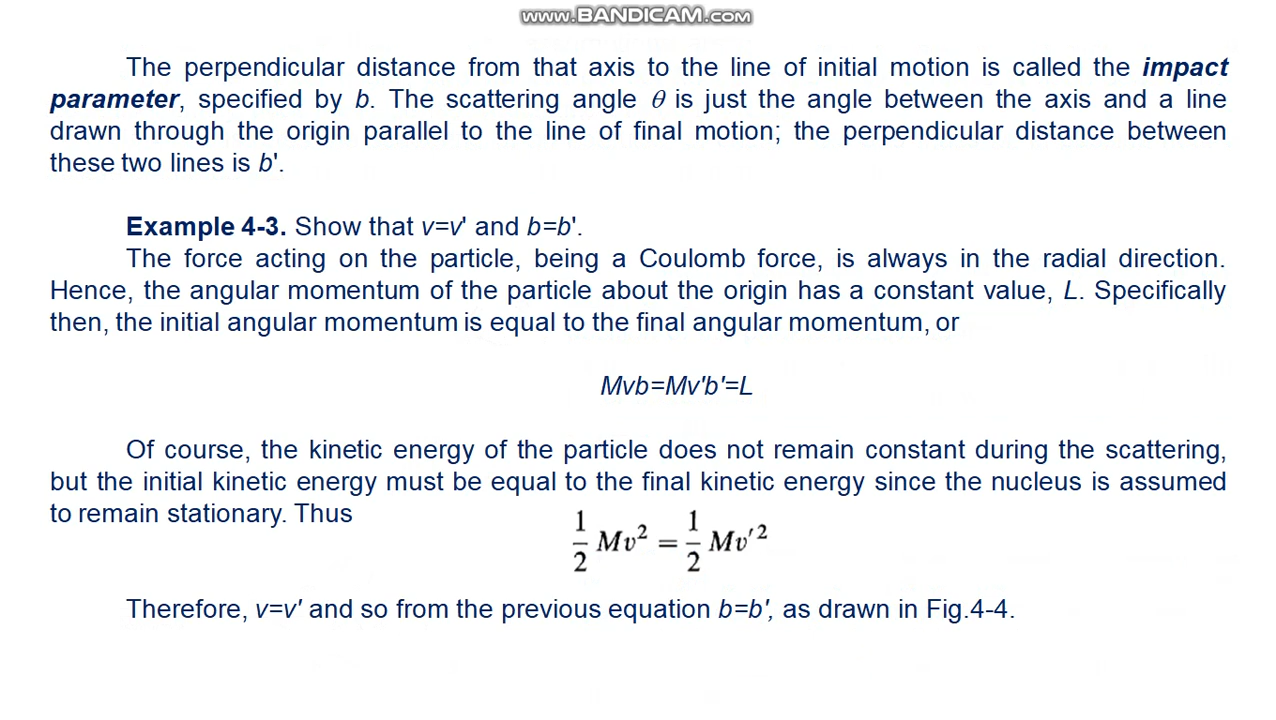 www.BANDICAM.com
The perpendicular distance from that axis to the line of initial motion is called the impact
parameter, specified by b. The scattering angle θ is just the angle between the axis and a line
drawn through the origin parallel to the line of final motion; the perpendicular distance between
these two lines is b'.
Example 4-3. Show that v=v' and b=b'.
The force acting on the particle, being a Coulomb force, is always in the radial direction.
Hence, the angular momentum of the particle about the origin has a constant value, L. Specifically
then, the initial angular momentum is equal to the final angular momentum, or
Mvb=Mv'b'=L
Of course, the kinetic energy of the particle does not remain constant during the scattering,
but the initial kinetic energy must be equal to the final kinetic energy since the nucleus is assumed
to remain stationary. Thus
1/2 Mv² = 1/2 Mv'²
Therefore, v=v' and so from the previous equation b=b', as drawn in Fig.4-4.